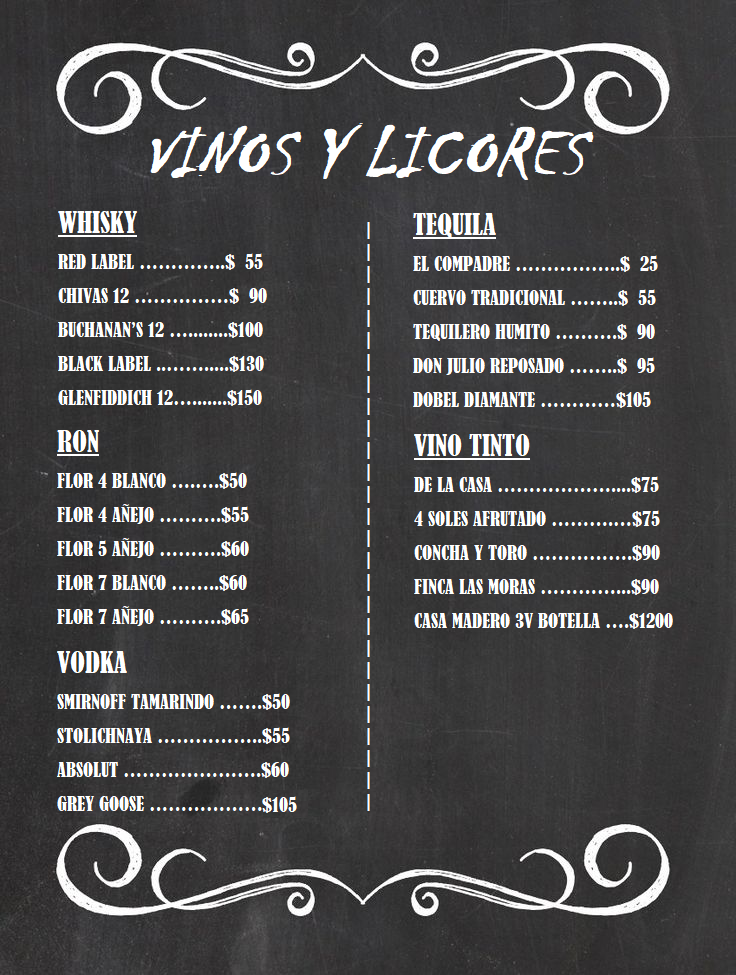 VINOS Y LICORES
WHISKY
RED LABEL …………..$ 55
CHIVAS 12 ……………$ 90
BUCHANAN'S 12 ….......$100
BLACK LABEL ...……....$130
GLENFIDDICH 12…......$150
RON
FLOR 4 BLANCO ……..$50
FLOR 4 AÑEJO ……….$55
FLOR 5 AÑEJO ……….$60
FLOR 7 BLANCO ……..$60
FLOR 7 AÑEJO ……….$65
VODKA
SMIRNOFF TAMARINDO …….$50
STOLICHNAYA ……………..$55
ABSOLUT ………………….$60
GREY GOOSE ………………$105
TEQUILA
EL COMPADRE ……………..$ 25
CUERVO TRADICIONAL ……..$ 55
TEQUILERO HUMITO ……….$ 90
DON JULIO REPOSADO ……..$ 95
DOBEL DIAMANTE …………$105
VINO TINTO
DE LA CASA ………………....$75
4 SOLES AFRUTADO ………….$75
CONCHA Y TORO …………….$90
FINCA LAS MORAS …………...$90
CASA MADERO 3V BOTELLA ….$1200